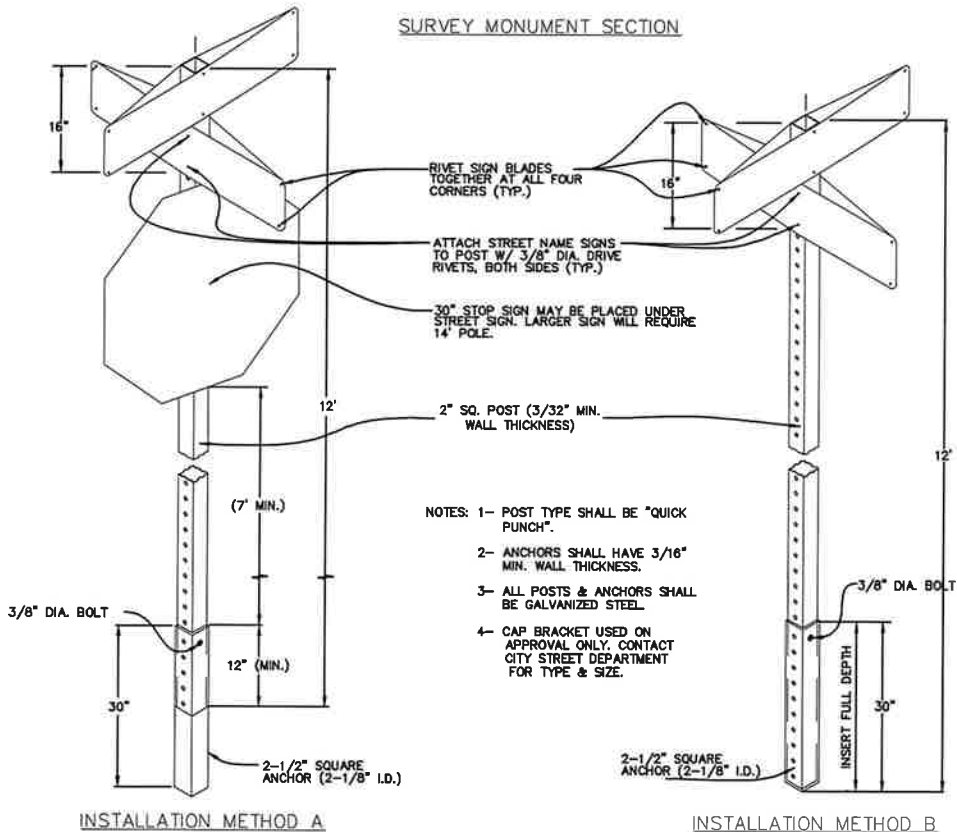 SURVEY MONUMENT SECTION
16"
RIVET SIGN BLADES
TOGETHER AT ALL FOUR
CORNERS (TYP.)
16"
ATTACH STREET NAME SIGNS
TO POST W/ 3/8" DIA. DRIVE
RIVETS, BOTH SIDES (TYP.)
30" STOP SIGN MAY BE PLACED UNDER
STREET SIGN. LARGER SIGN WILL REQUIRE
14' POLE.
12'
2" SQ. POST (3/32" MIN.
WALL THICKNESS)
12'
(7' MIN.)
NOTES: 1- POST TYPE SHALL BE "QUICK
PUNCH".
2- ANCHORS SHALL HAVE 3/16"
MIN. WALL THICKNESS.
3- ALL POSTS & ANCHORS SHALL
BE GALVANIZED STEEL
4- CAP BRACKET USED ON
APPROVAL ONLY. CONTACT
CITY STREET DEPARTMENT
FOR TYPE & SIZE.
3/8" DIA. BOLT
3/8" DIA. BOLT
12" (MIN.)
30"
INSERT FULL DEPTH
30"
2-1/2" SQUARE
ANCHOR (2-1/8" I.D.)
2-1/2" SQUARE
ANCHOR (2-1/8" I.D.)
INSTALLATION METHOD A
INSTALLATION METHOD B